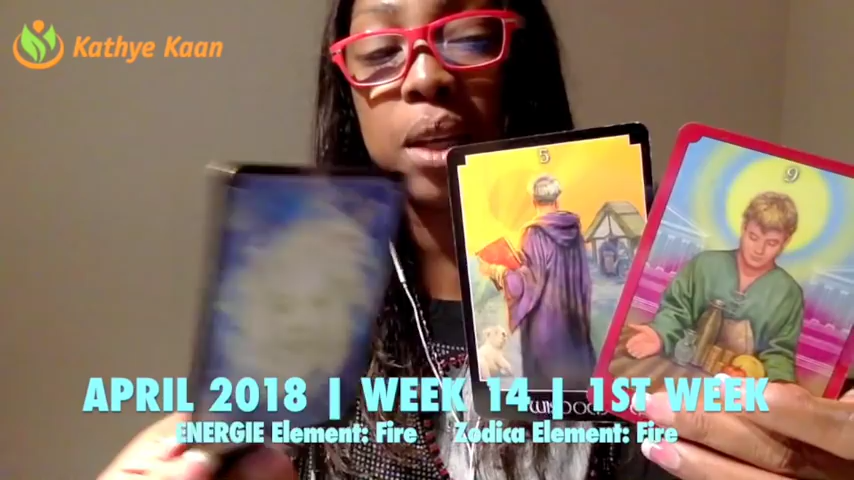 Kathye Kaan
5
9
APRIL 2018 | WEEK 14 | 1ST WEEK
ENERGIE Element: Fire Zodica Element: Fire